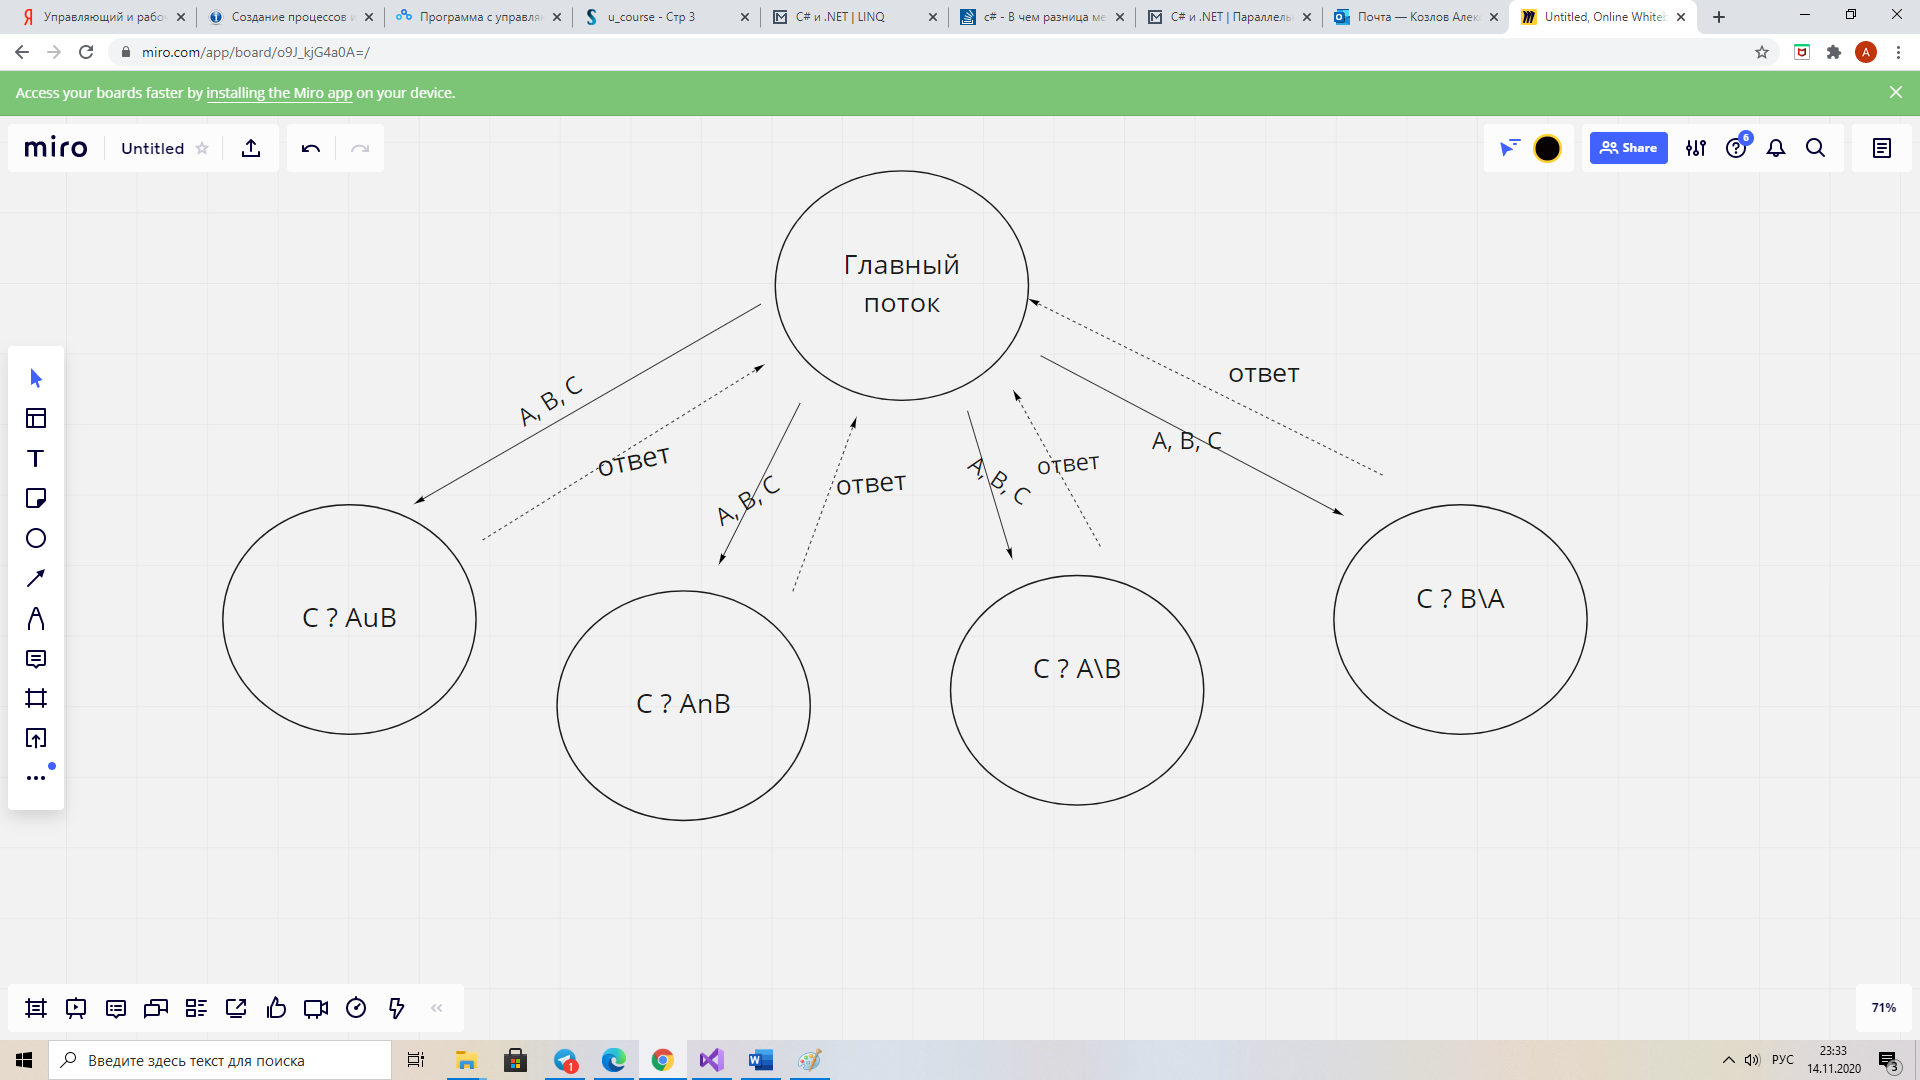 Управляющий и рабо
Создание процессов и
Программа с управля
u_course - Стр 3
C# и .NET | LINQ
c# - В чем разница ме
C# и .NET | Параллель
Почта — Козлов Алекс
Untitled, Online Whiteb
miro.com/app/board/o9J_kjG4a0A=/
A
Access your boards faster by installing the Miro app on your device.
miro
Untitled
Share
6
Главный
поток
A, B, C
ответ
A, B, C
ответ
A, B, C
ответ
A, B, C
ответ
C ? AuB
C ? AnB
C ? A\B
C ? B\A
71%
Введите здесь текст для поиска
1
РУС
23:33
14.11.2020
3